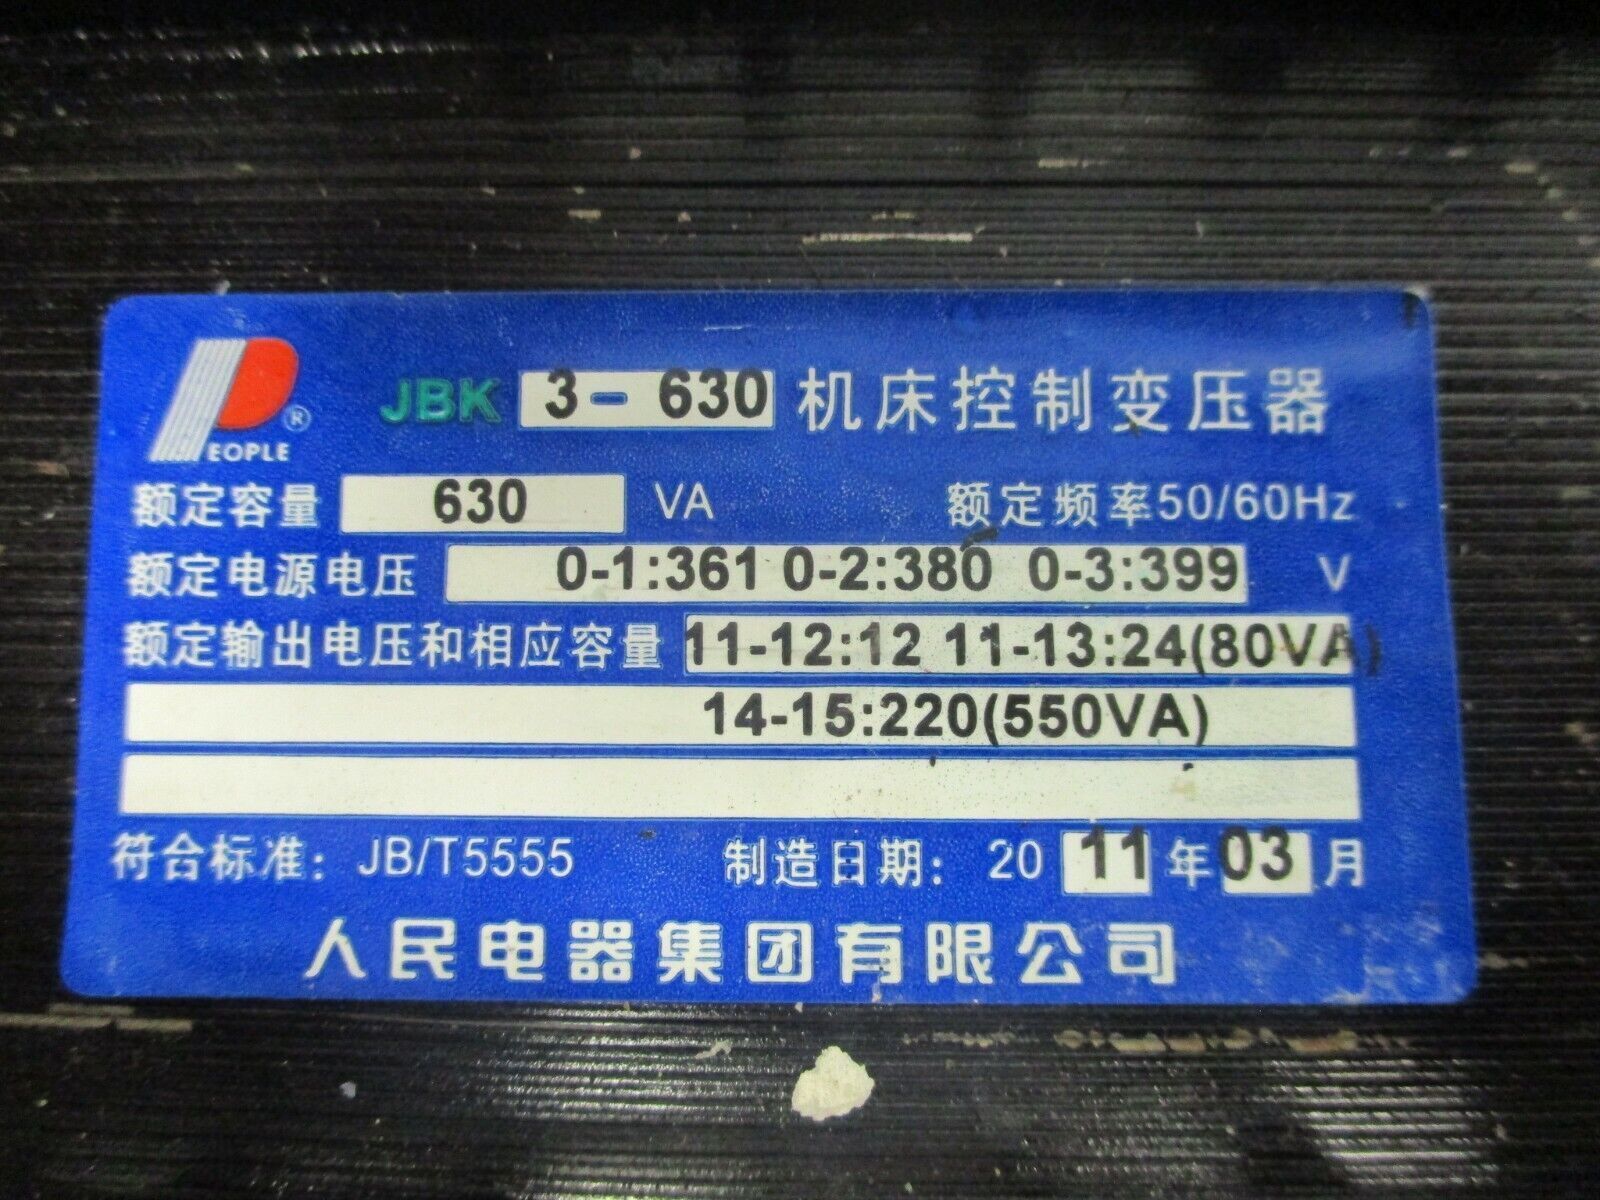 PEOPLE ®
JBK 3-630 机床控制变压器
额定容量 630 VA 额定频率50/60Hz
额定电源电压 0-1:361 0-2:380 0-3:399 V
额定输出电压和相应容量 11-12:12 11-13:24(80VA)
14-15:220(550VA)
符合标准: JB/T5555 制造日期: 20 11 年 03 月
人民电器集团有限公司